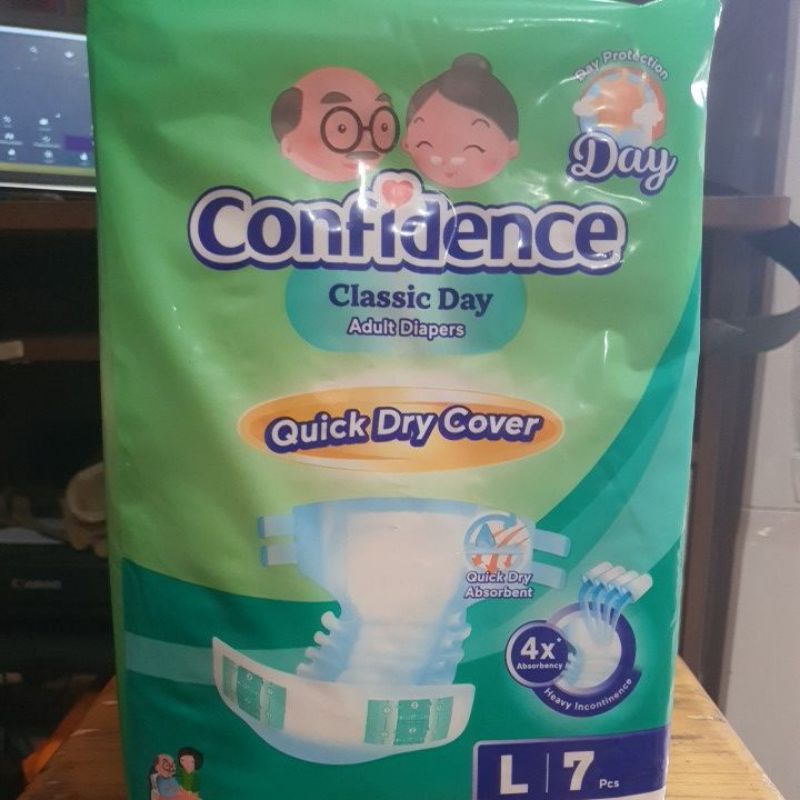 Day Protection
Day
Confidence
Classic Day
Adult Diapers
Quick Dry Cover
Quick Dry
Absorbent
4x*
Absorbency
Heavy Incontinence
L 7 Pcs
Canon